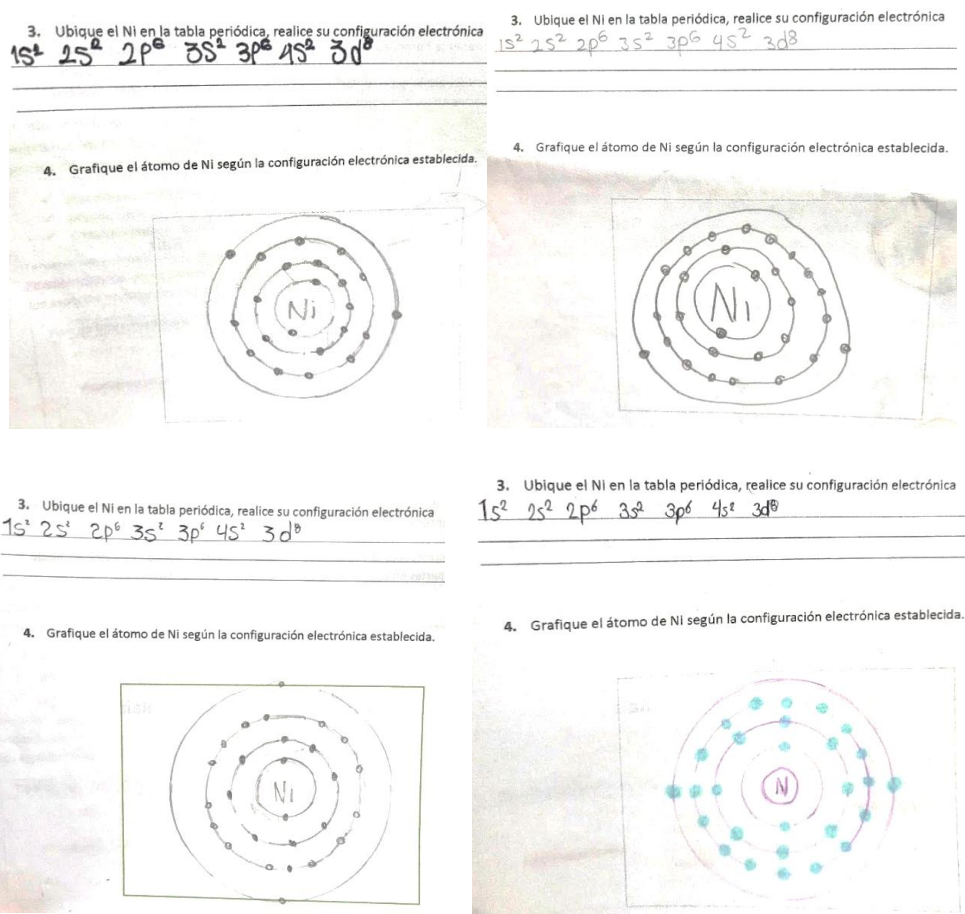 3. Ubique el Ni en la tabla periódica, realice su configuración electrónica
1S² 2S² 2P⁶ 3S² 3P⁶ 4S² 3d⁸
4. Grafique el átomo de Ni según la configuración electrónica establecida.
Ni
3. Ubique el Ni en la tabla periódica, realice su configuración electrónica
1S² 2S² 2p⁶ 3S² 3p⁶ 4S² 3d⁸
4. Grafique el átomo de Ni según la configuración electrónica establecida.
Ni
3. Ubique el Ni en la tabla periódica, realice su configuración electrónica
1S² 2S² 2p⁶ 3S² 3p⁶ 4S² 3d⁸
4. Grafique el átomo de Ni según la configuración electrónica establecida.
Ni
3. Ubique el Ni en la tabla periódica, realice su configuración electrónica
1s² 2s² 2p⁶ 3s² 3p⁶ 4s² 3d⁸
4. Grafique el átomo de Ni según la configuración electrónica establecida.
N